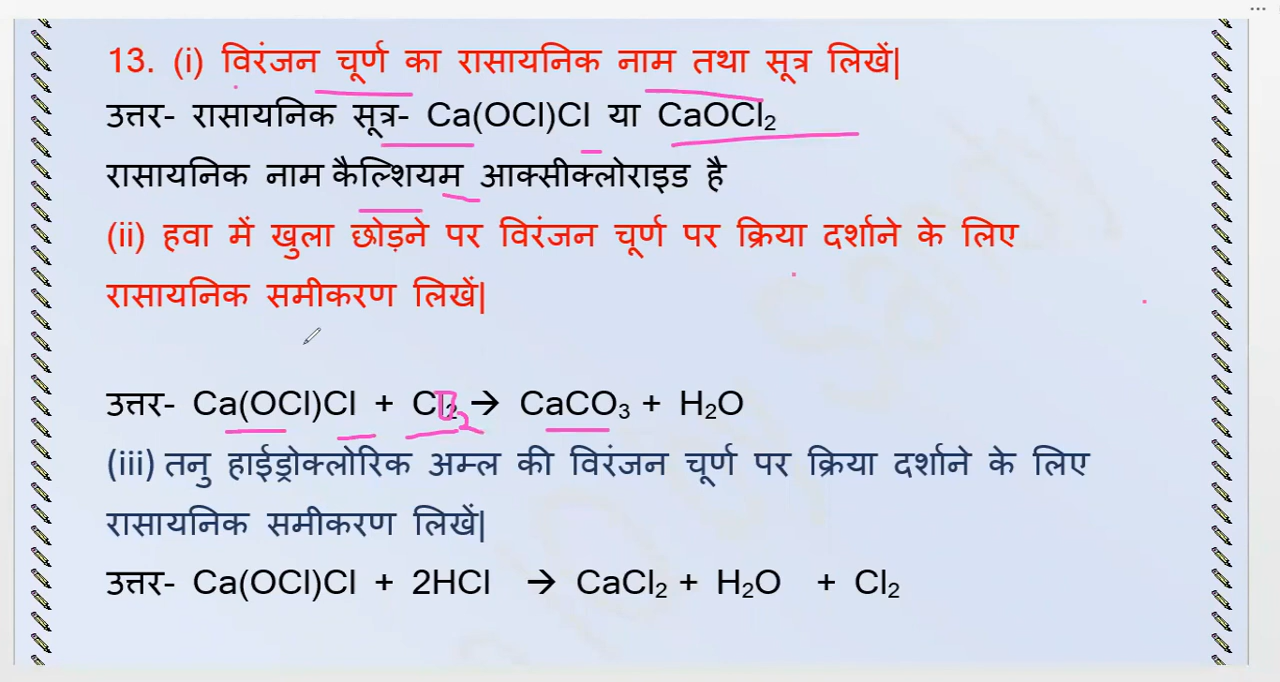 13. (i) विरंजन चूर्ण का रासायनिक नाम तथा सूत्र लिखें|
उत्तर- रासायनिक सूत्र- Ca(OCl)Cl या CaOCl₂
रासायनिक नाम कैल्शियम आक्सीक्लोराइड है
(ii) हवा में खुला छोड़ने पर विरंजन चूर्ण पर क्रिया दर्शाने के लिए
रासायनिक समीकरण लिखें|
उत्तर- Ca(OCl)Cl + Cl₂ → CaCO₃ + H₂O
(iii) तनु हाईड्रोक्लोरिक अम्ल की विरंजन चूर्ण पर क्रिया दर्शाने के लिए
रासायनिक समीकरण लिखें|
उत्तर- Ca(OCl)Cl + 2HCl → CaCl₂ + H₂O + Cl₂